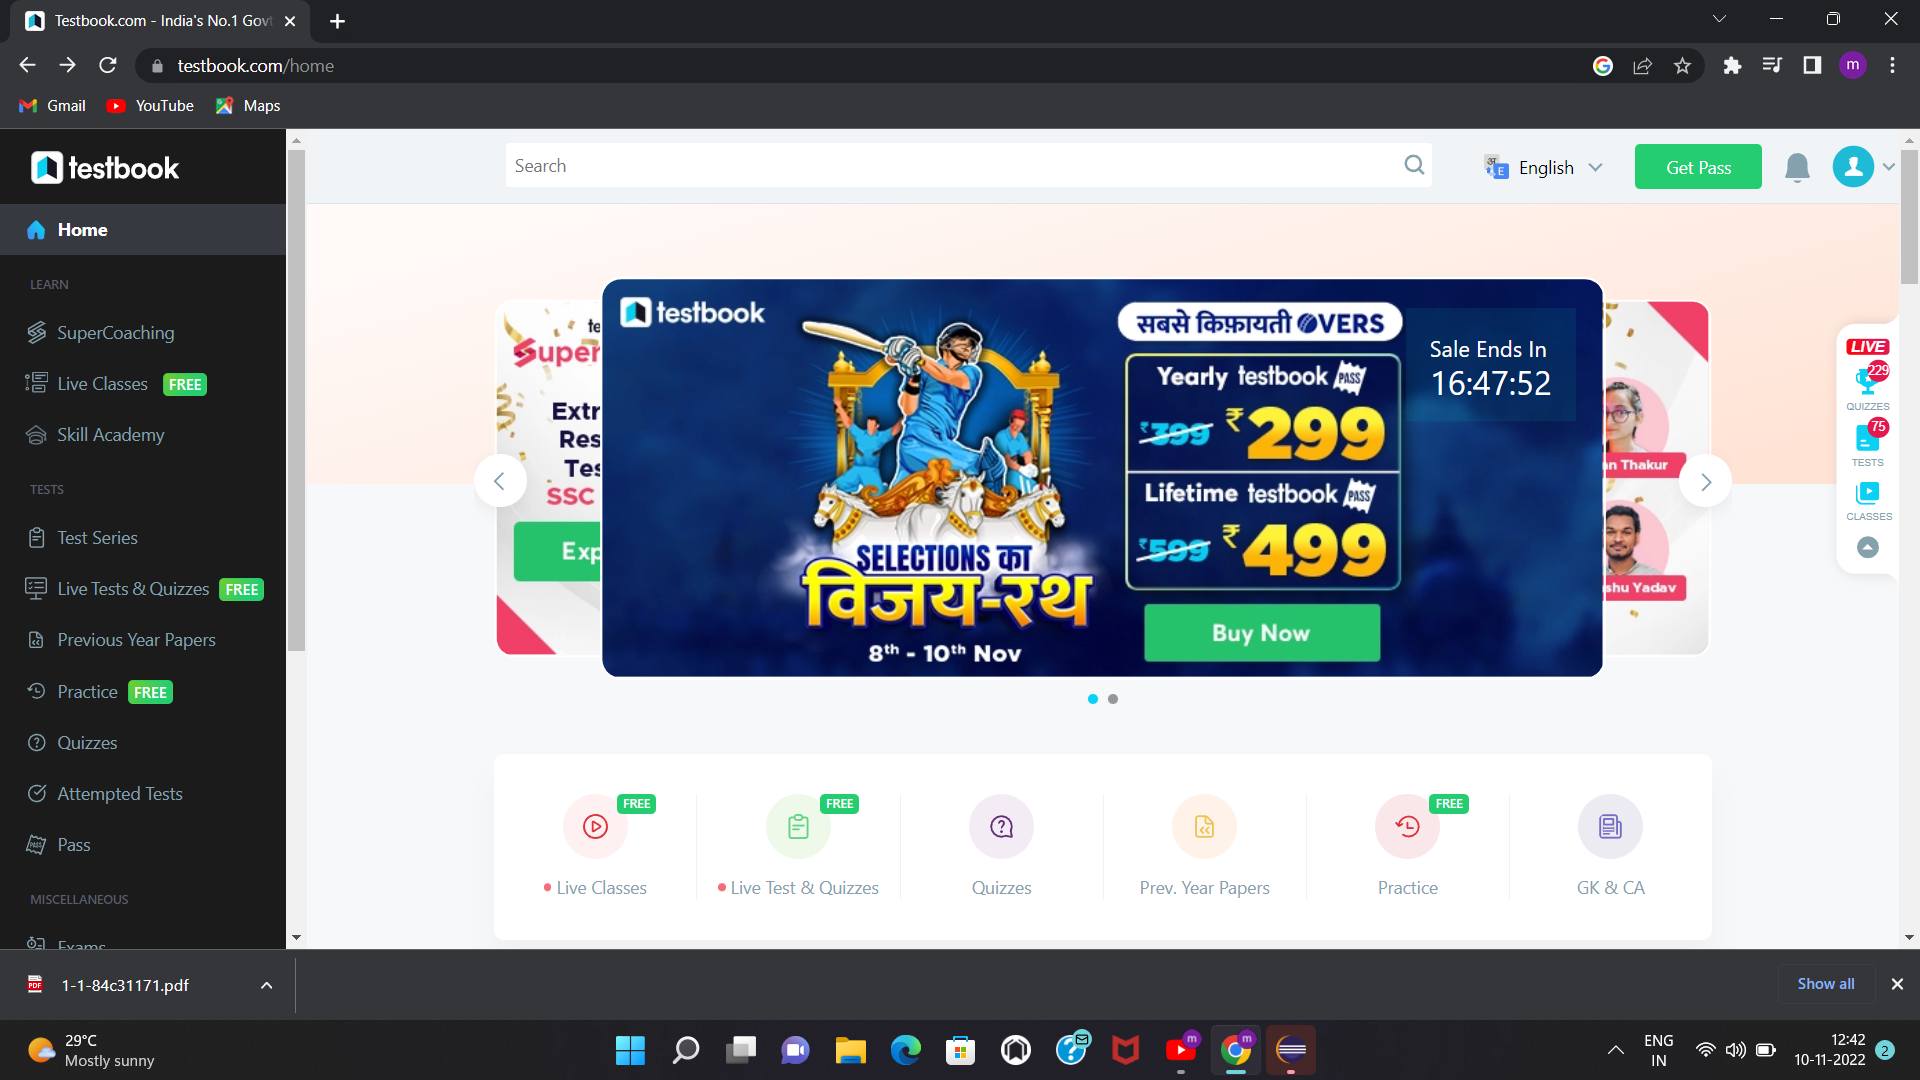 Testbook.com - India's No.1 Govt
testbook.com/home
m
Gmail
YouTube
Maps
testbook
Search
English
Get Pass
Home
LEARN
SuperCoaching
Live Classes FREE
Skill Academy
TESTS
Test Series
Live Tests & Quizzes FREE
Previous Year Papers
Practice FREE
Quizzes
Attempted Tests
Pass
MISCELLANEOUS
Exams
te
Super
Extr
Res
Tes
SSC
Exp
testbook
SELECTIONS का
विजय-रथ
8th - 10th Nov
सबसे किफ़ायती OVERS
Yearly testbook PASS
₹399 ₹299
Lifetime testbook PASS
₹599 ₹499
Buy Now
Sale Ends In
16:47:52
an Thakur
shu Yadav
LIVE
229
QUIZZES
75
TESTS
CLASSES
FREE
Live Classes
FREE
Live Test & Quizzes
Quizzes
Prev. Year Papers
FREE
Practice
GK & CA
1-1-84c31171.pdf
Show all
29°C
Mostly sunny
ENG
IN
12:42
10-11-2022
2